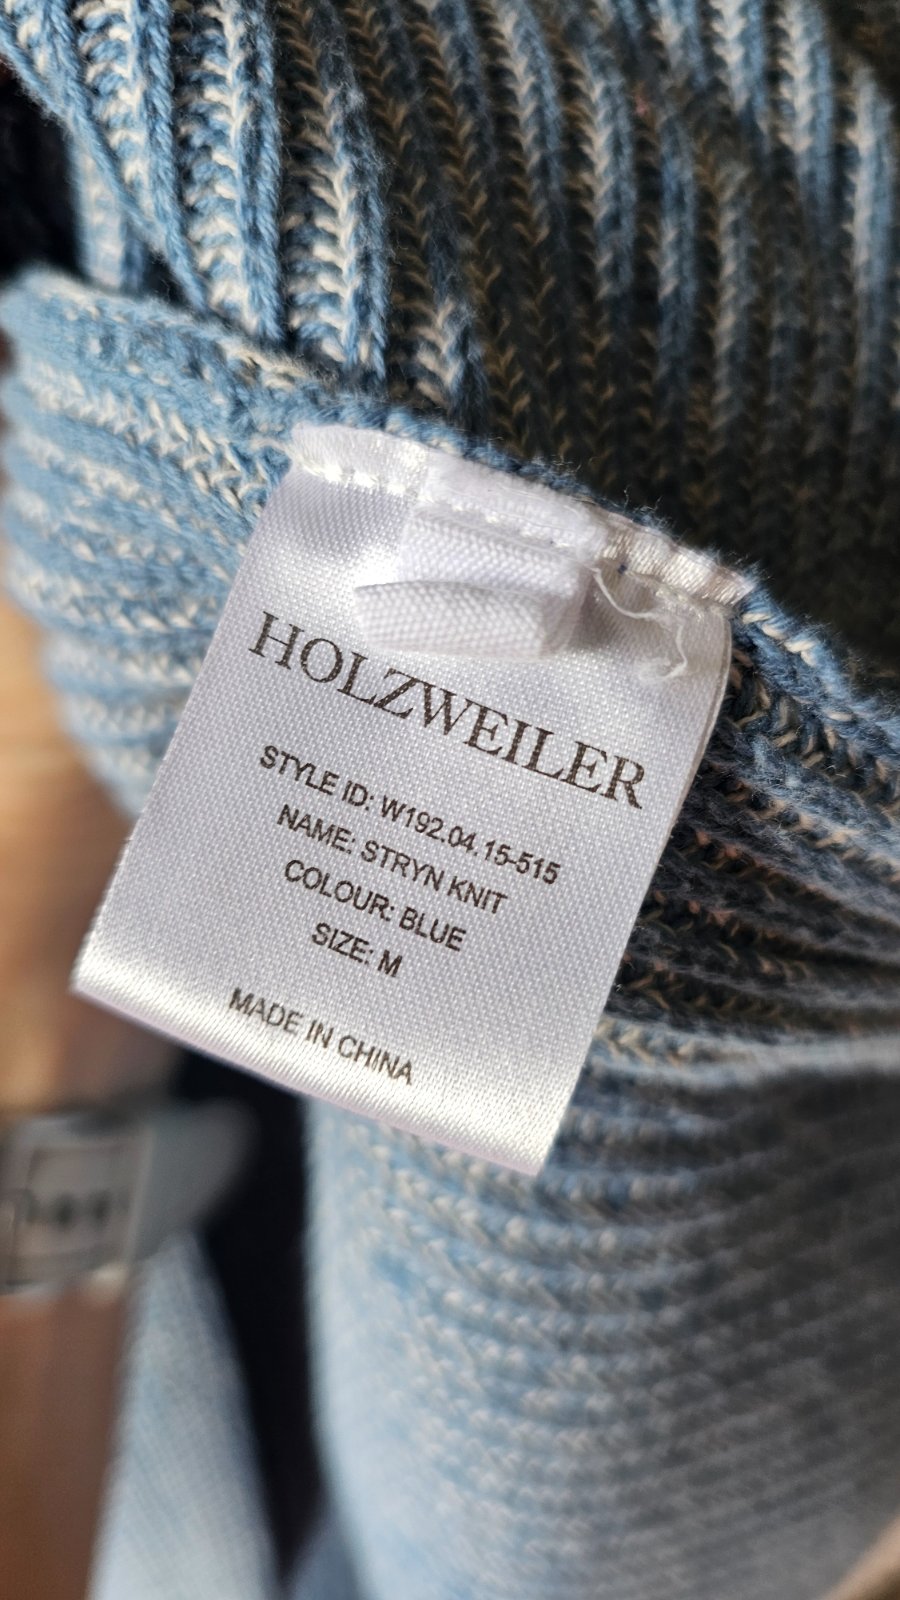 HOLZWEILER
STYLE ID: W192.04.15-515
NAME: STRYN KNIT
COLOUR: BLUE
SIZE: M
MADE IN CHINA